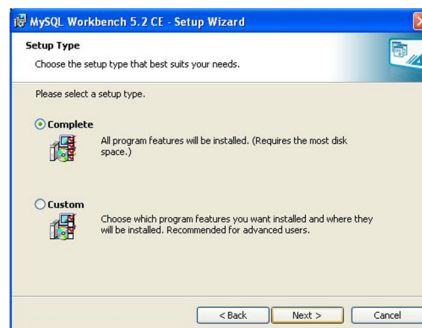 MySQL Workbench 5.2 CE - Setup Wizard
Setup Type
Choose the setup type that best suits your needs.
Please select a setup type.
Complete
All program features will be installed. (Requires the most disk
space.)
Custom
Choose which program features you want installed and where they
will be installed. Recommended for advanced users.
< Back
Next >
Cancel